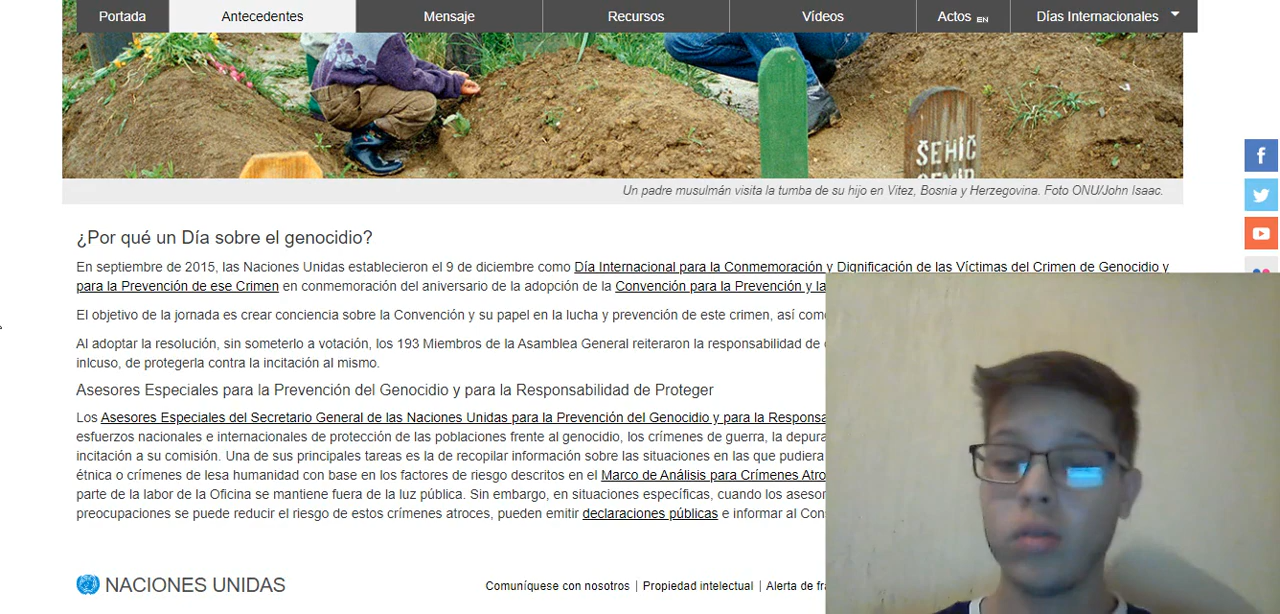 Portada Antecedentes Mensaje Recursos Vídeos Actos EN Días Internacionales
ŠEHIĆ
Un padre musulmán visita la tumba de su hijo en Vitez, Bosnia y Herzegovina. Foto ONU/John Isaac.
¿Por qué un Día sobre el genocidio?
En septiembre de 2015, las Naciones Unidas establecieron el 9 de diciembre como Día Internacional para la Conmemoración y Dignificación de las Víctimas del Crimen de Genocidio y
para la Prevención de ese Crimen en conmemoración del aniversario de la adopción de la Convención para la Prevención y la
El objetivo de la jornada es crear conciencia sobre la Convención y su papel en la lucha y prevención de este crimen, así como
Al adoptar la resolución, sin someterlo a votación, los 193 Miembros de la Asamblea General reiteraron la responsabilidad de
inlcuso, de protegerla contra la incitación al mismo.
Asesores Especiales para la Prevención del Genocidio y para la Responsabilidad de Proteger
Los Asesores Especiales del Secretario General de las Naciones Unidas para la Prevención del Genocidio y para la Responsa
esfuerzos nacionales e internacionales de protección de las poblaciones frente al genocidio, los crímenes de guerra, la depura
incitación a su comisión. Una de sus principales tareas es la de recopilar información sobre las situaciones en las que pudiera
étnica o crímenes de lesa humanidad con base en los factores de riesgo descritos en el Marco de Análisis para Crímenes Atro
parte de la labor de la Oficina se mantiene fuera de la luz pública. Sin embargo, en situaciones específicas, cuando los asesor
preocupaciones se puede reducir el riesgo de estos crímenes atroces, pueden emitir declaraciones públicas e informar al Con
NACIONES UNIDAS
Comuníquese con nosotros | Propiedad intelectual | Alerta de fra